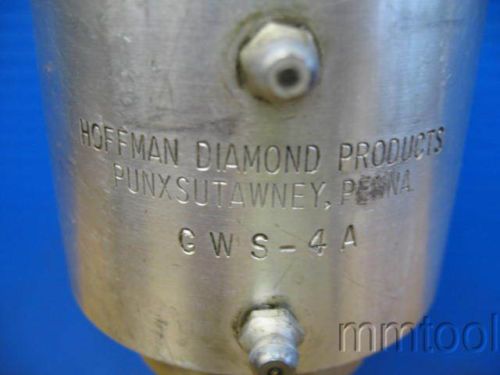 HOFFMAN DIAMOND PRODUCTS
PUNXSUTAWNEY, PENNA.
GWS-4A
mmtool